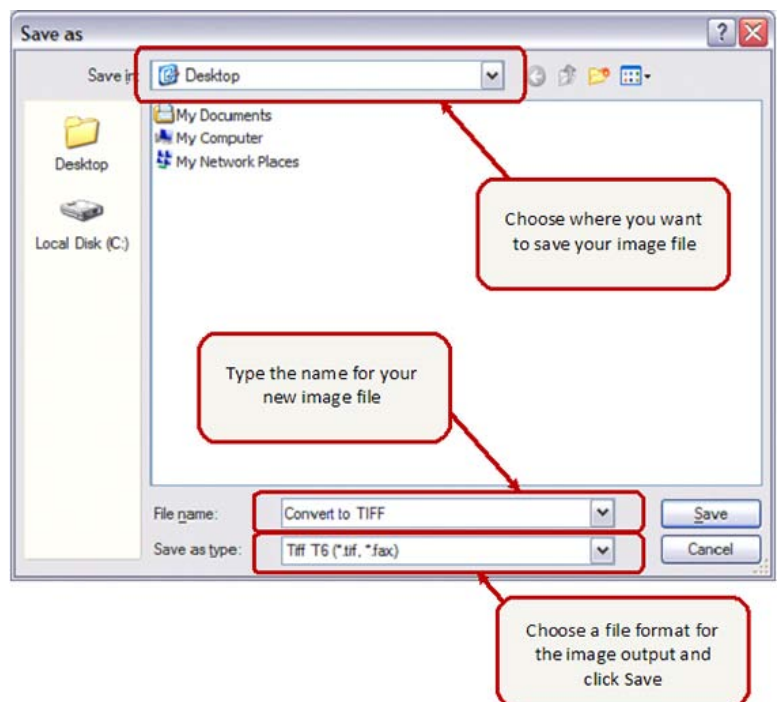 Save as
Save in:
Desktop
My Documents
My Computer
My Network Places
Desktop
Local Disk (C:)
Choose where you want
to save your image file
Type the name for your
new image file
File name:
Convert to TIFF
Save
Save as type:
Tiff T6 (*.tif, *.fax)
Cancel
Choose a file format for
the image output and
click Save